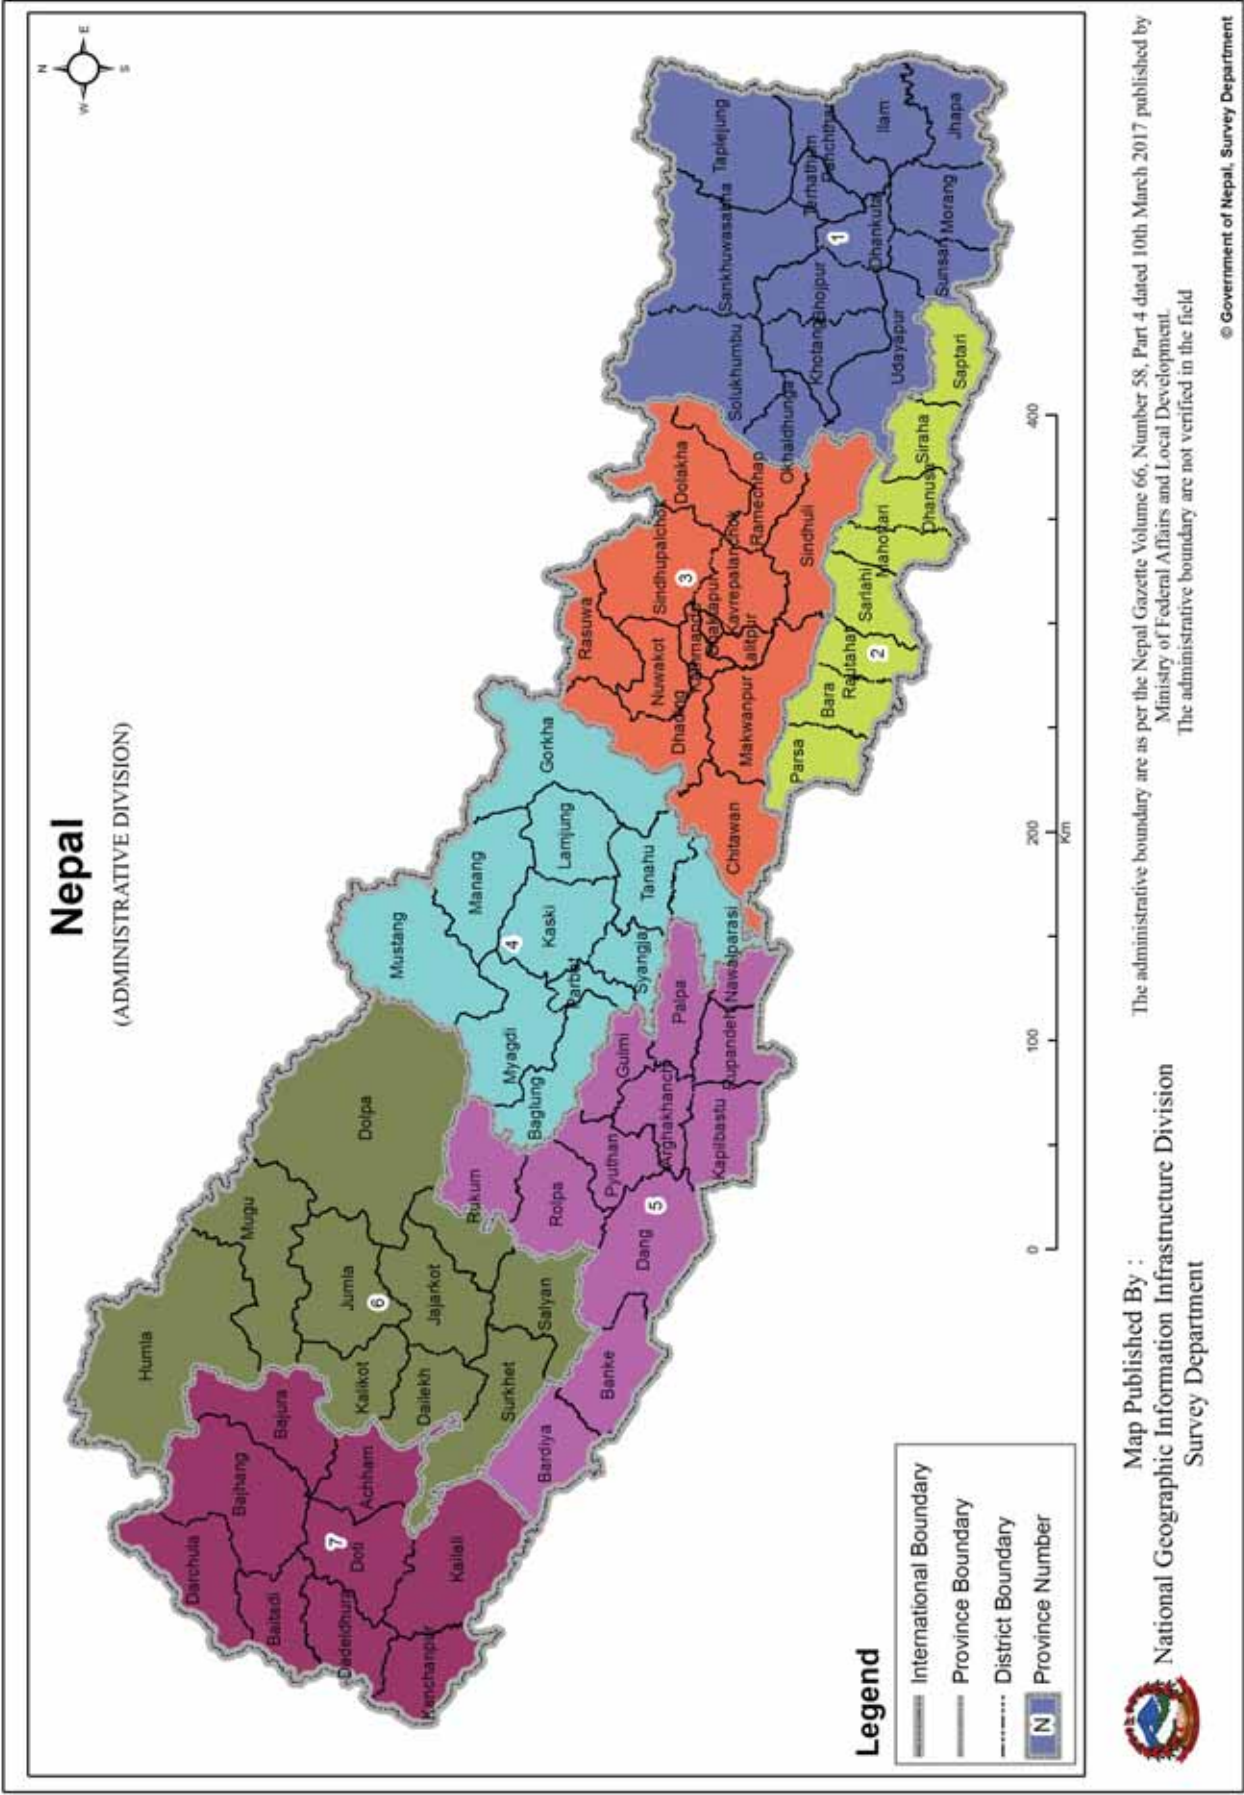 Nepal
(ADMINISTRATIVE DIVISION)
N
W
E
S
Darchula
Bajhang
Bajura
Baitadi
Dadeldhura
Doti
Achham
Kanchanpur
Kailali
7
Humla
Mugu
Dolpa
Jumla
Kalikot
Jajarkot
Dailekh
Surkhet
Salyan
6
Rukum
Rolpa
Pyuthan
Gulmi
Arghakhanchi
Palpa
Dang
Banke
Bardiya
Kapilbastu
Rupandehi
Nawalparasi
5
Mustang
Manang
Gorkha
Myagdi
Kaski
Lamjung
Baglung
Parbat
Syangja
Tanahu
4
Rasuwa
Nuwakot
Sindhupalchok
Dolakha
Dhading
Kathmandu
Bhaktapur
Lalitpur
Kavrepalanchok
Ramechhap
Chitawan
Makwanpur
Sindhuli
3
Parsa
Bara
Rautahat
Sarlahi
Mahottari
Dhanusa
Siraha
Saptari
2
Solukhumbu
Sankhuwasabha
Taplejung
Okhaldhunga
Khotang
Bhojpur
Terhathum
Panchthar
Dhankuta
Ilam
Udayapur
Sunsari
Morang
Jhapa
1
Legend
International Boundary
Province Boundary
District Boundary
N
Province Number
0
100
200
400
Km
Map Published By :
National Geographic Information Infrastructure Division
Survey Department
The administrative boundary are as per the Nepal Gazette Volume 66, Number 58, Part 4 dated 10th March 2017 published by
Ministry of Federal Affairs and Local Development.
The administrative boundary are not verified in the field
© Government of Nepal, Survey Department